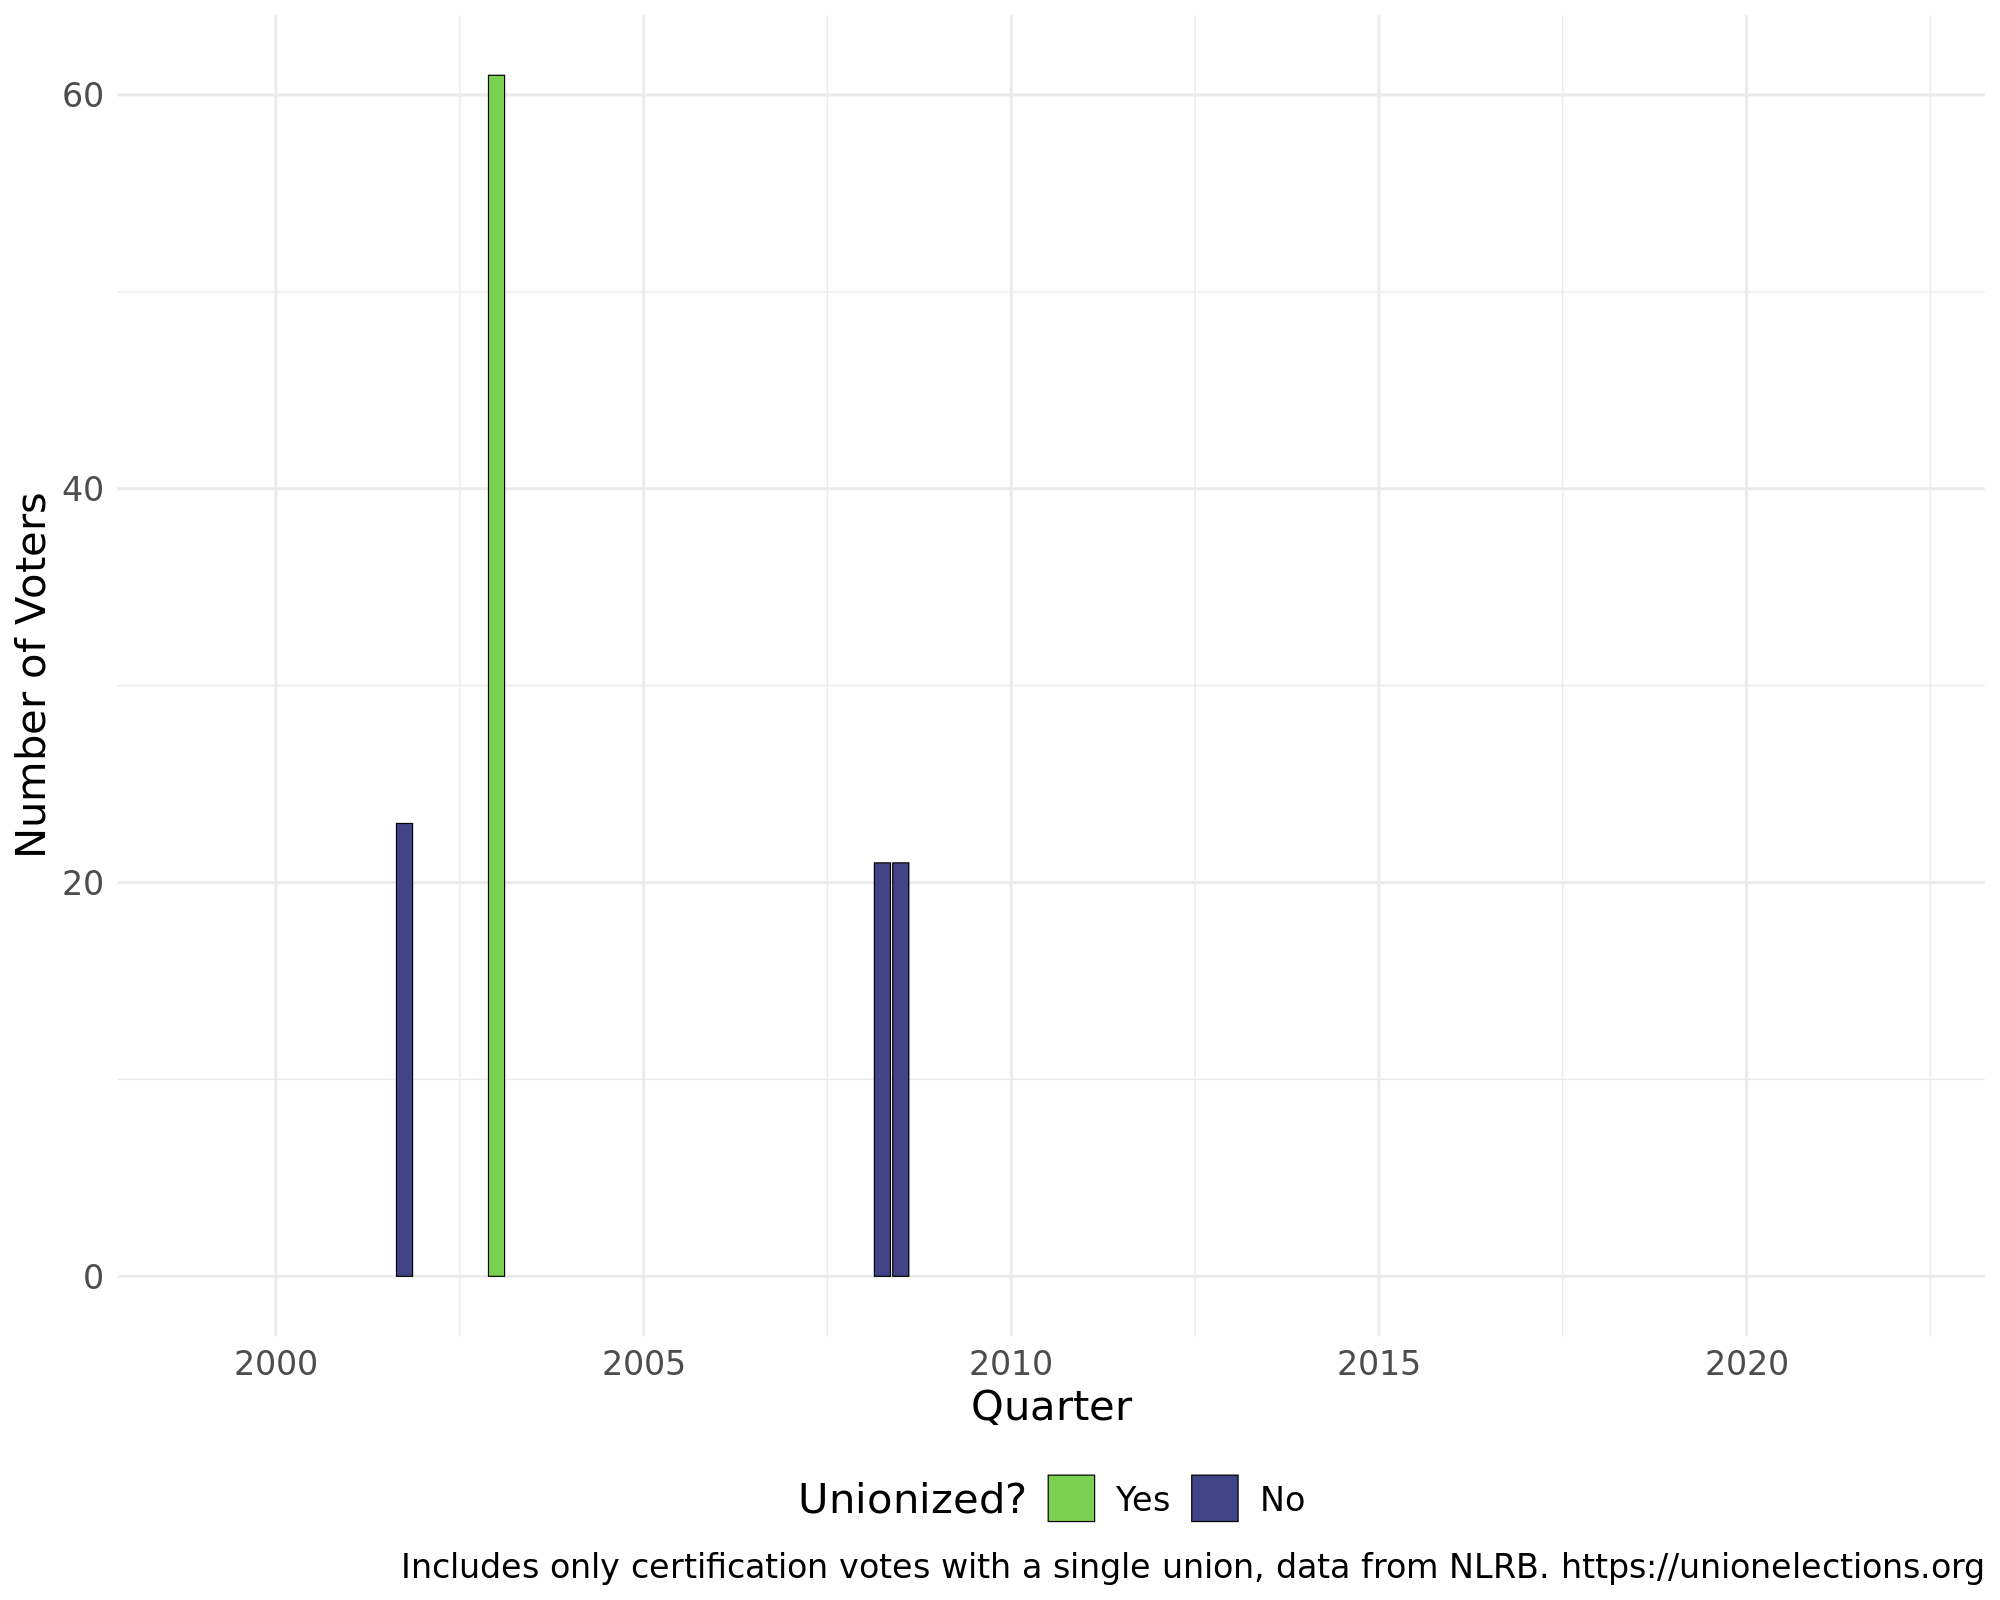 60
40
20
0
Number of Voters
2000 2005 2010 2015 2020
Quarter
Unionized? Yes No
Includes only certification votes with a single union, data from NLRB. https://unionelections.org